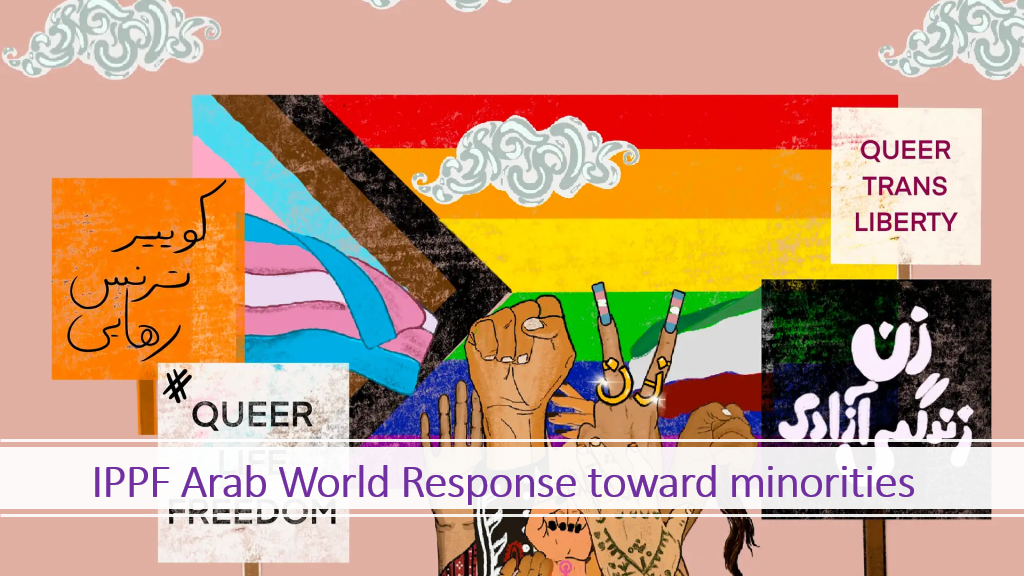 QUEER
TRANS
LIBERTY
کوییر
ترنس
رهایی
زن
زندگی آزادی
#
QUEER
LIFE
FREEDOM
زن
IPPF Arab World Response toward minorities